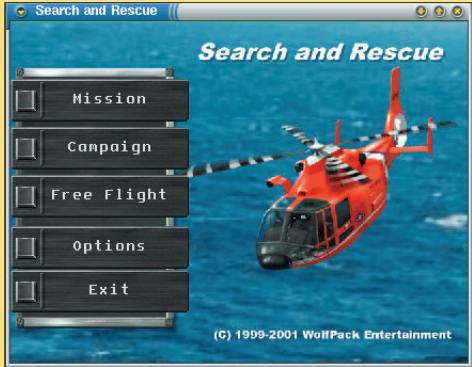 Search and Rescue
Search and Rescue
Mission
Campaign
Free Flight
Options
Exit
(C) 1999-2001 WolfPack Entertainment